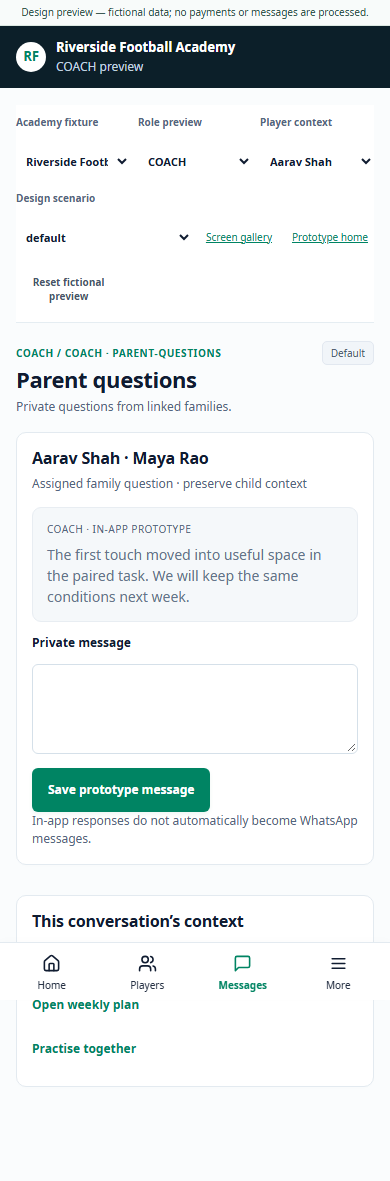 Design preview — fictional data; no payments or messages are processed.
RF
Riverside Football Academy
COACH preview
Academy fixture
Role preview
Player context
Riverside Footb
COACH
Aarav Shah
Design scenario
default
Screen gallery
Prototype home
Reset fictional
preview
COACH / COACH · PARENT-QUESTIONS
Default
Parent questions
Private questions from linked families.
Aarav Shah · Maya Rao
Assigned family question · preserve child context
COACH · IN-APP PROTOTYPE
The first touch moved into useful space in
the paired task. We will keep the same
conditions next week.
Private message
Save prototype message
In-app responses do not automatically become WhatsApp
messages.
This conversation’s context
Home
Players
Messages
More
Open weekly plan
Practise together